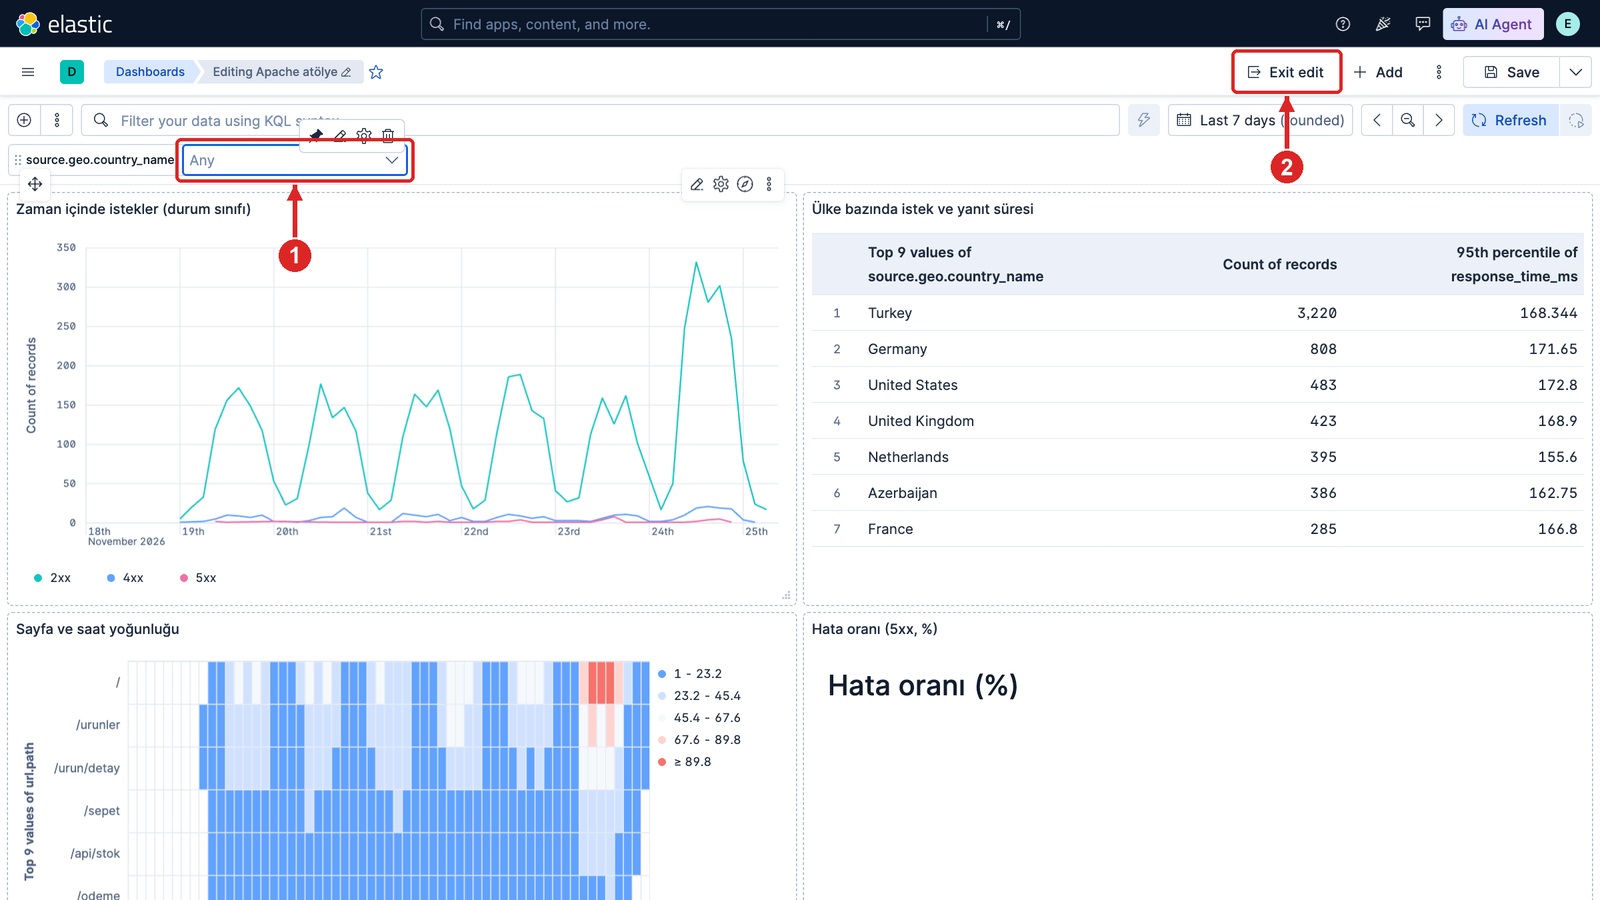 elastic
Find apps, content, and more.
⌘/
AI Agent
E
D
Dashboards
Editing Apache atölye
Exit edit
Add
Save
Filter your data using KQL syntax
Last 7 days (rounded)
Refresh
source.geo.country_name
Any
1
2
Zaman içinde istekler (durum sınıfı)
Count of records
350
300
250
200
150
100
50
0
18th
19th
20th
21st
22nd
23rd
24th
25th
November 2026
2xx
4xx
5xx
Ülke bazında istek ve yanıt süresi
Top 9 values of source.geo.country_name
Count of records
95th percentile of response_time_ms
1 Turkey 3,220 168.344
2 Germany 808 171.65
3 United States 483 172.8
4 United Kingdom 423 168.9
5 Netherlands 395 155.6
6 Azerbaijan 386 162.75
7 France 285 166.8
Sayfa ve saat yoğunluğu
Top 9 values of url.path
/
/urunler
/urun/detay
/sepet
/api/stok
/odeme
1 - 23.2
23.2 - 45.4
45.4 - 67.6
67.6 - 89.8
≥ 89.8
Hata oranı (5xx, %)
Hata oranı (%)